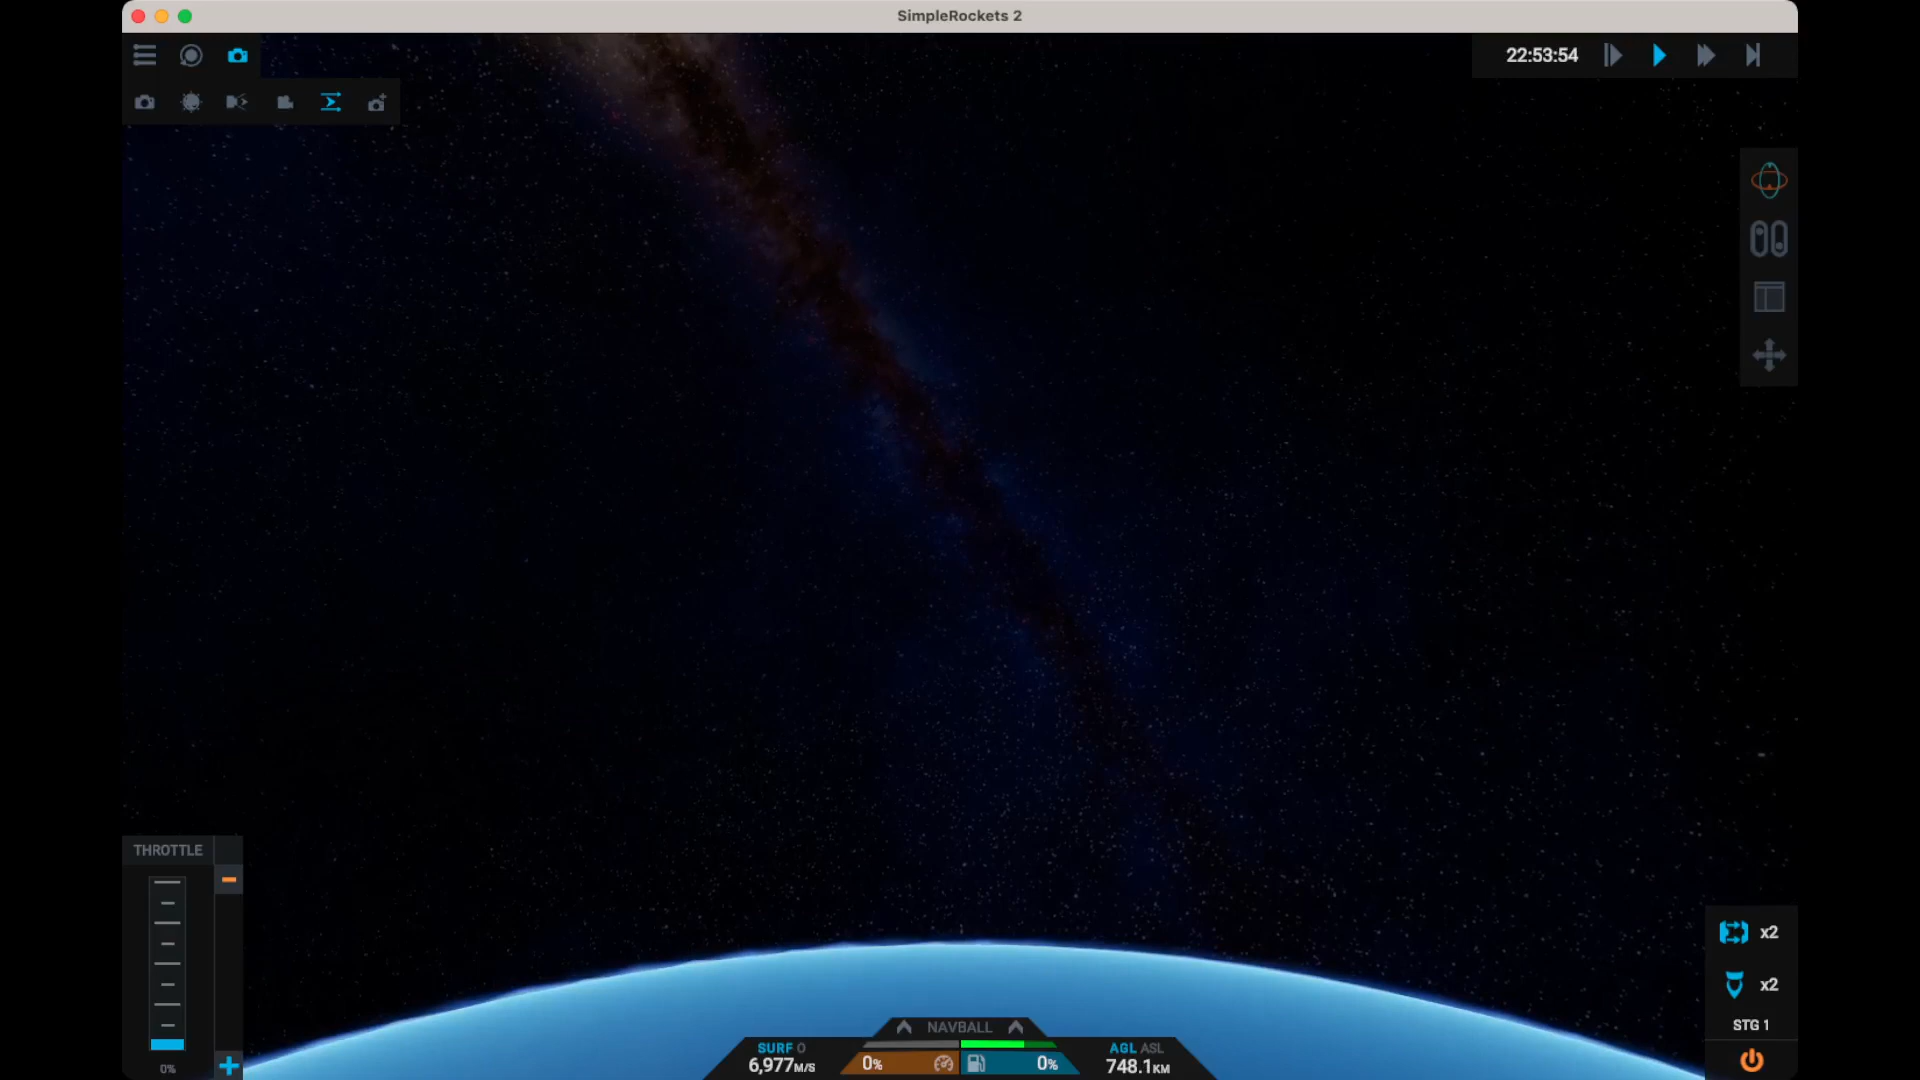 SimpleRockets 2
22:53:54
THROTTLE
0%
NAVBALL
SURF O
6,977M/S
0%
0%
AGL ASL
748.1KM
x2
x2
STG 1